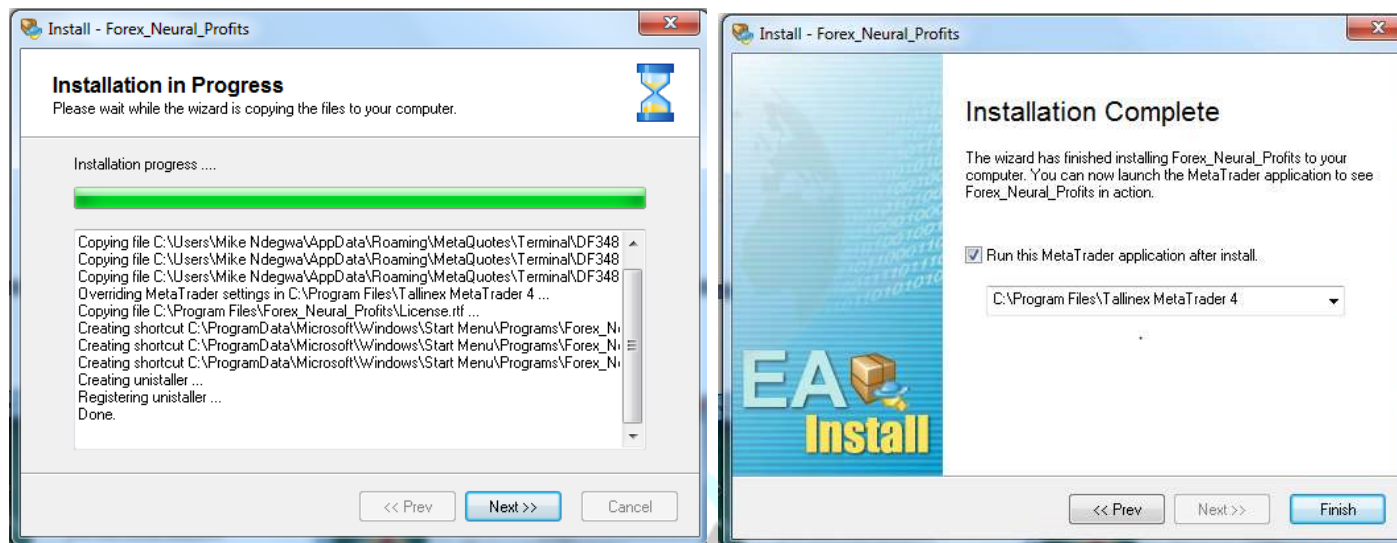 Install - Forex_Neural_Profits
Installation in Progress
Please wait while the wizard is copying the files to your computer.
Installation progress ....
Copying file C:\Users\Mike Ndegwa\AppData\Roaming\MetaQuotes\Terminal\DF348
Copying file C:\Users\Mike Ndegwa\AppData\Roaming\MetaQuotes\Terminal\DF348
Copying file C:\Users\Mike Ndegwa\AppData\Roaming\MetaQuotes\Terminal\DF348
Overriding MetaTrader settings in C:\Program Files\Tallinex MetaTrader 4 ...
Copying file C:\Program Files\Forex_Neural_Profits\License.rtf ...
Creating shortcut C:\ProgramData\Microsoft\Windows\Start Menu\Programs\Forex_N
Creating shortcut C:\ProgramData\Microsoft\Windows\Start Menu\Programs\Forex_N
Creating shortcut C:\ProgramData\Microsoft\Windows\Start Menu\Programs\Forex_N
Creating unistaller ...
Registering unistaller ...
Done.
<< Prev
Next >>
Cancel
Install - Forex_Neural_Profits
Installation Complete
The wizard has finished installing Forex_Neural_Profits to your
computer. You can now launch the MetaTrader application to see
Forex_Neural_Profits in action.
Run this MetaTrader application after install.
C:\Program Files\Tallinex MetaTrader 4
EA
Install
<< Prev
Next >>
Finish